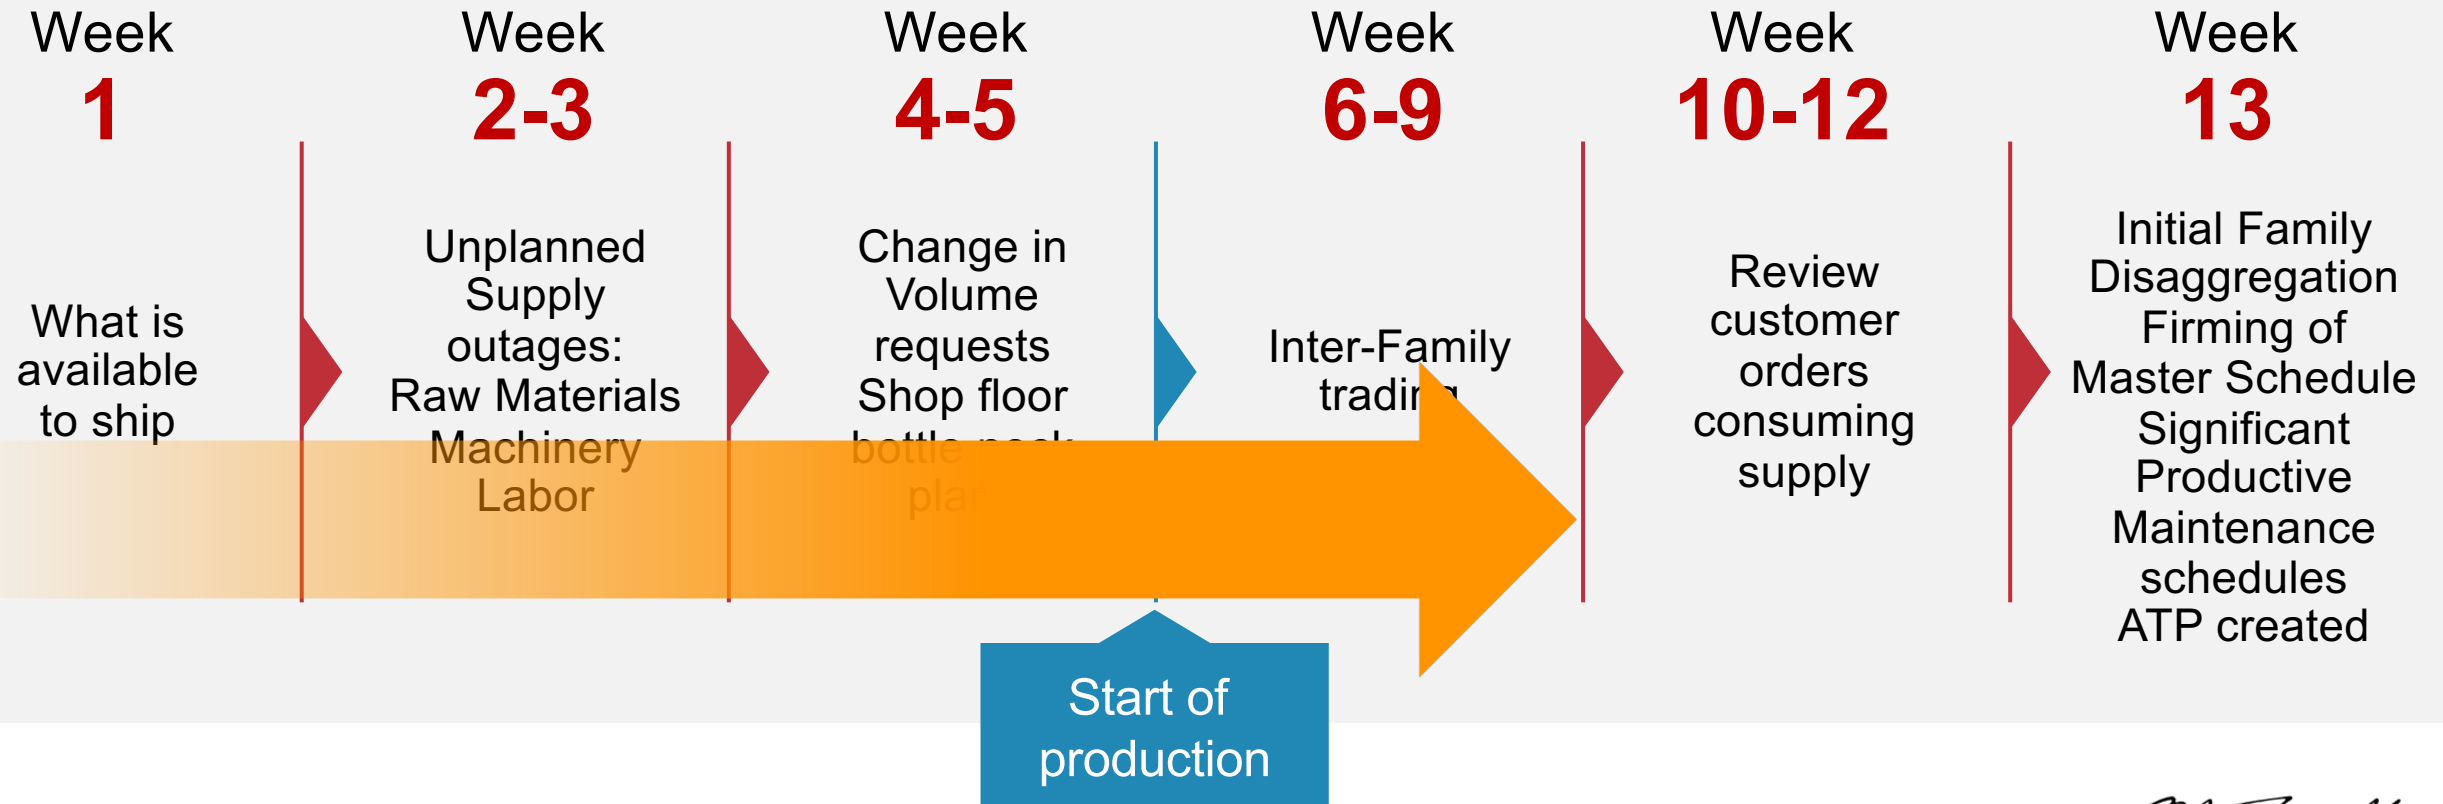 Week
1
Week
2-3
Week
4-5
Week
6-9
Week
10-12
Week
13
What is
available
to ship
Unplanned
Supply
outages:
Raw Materials
Machinery
Labor
Change in
Volume
requests
Shop floor
bottle neck
Inter-Family
trading
Review
customer
orders
consuming
supply
Initial Family
Disaggregation
Firming of
Master Schedule
Significant
Productive
Maintenance
schedules
ATP created
Start of
production